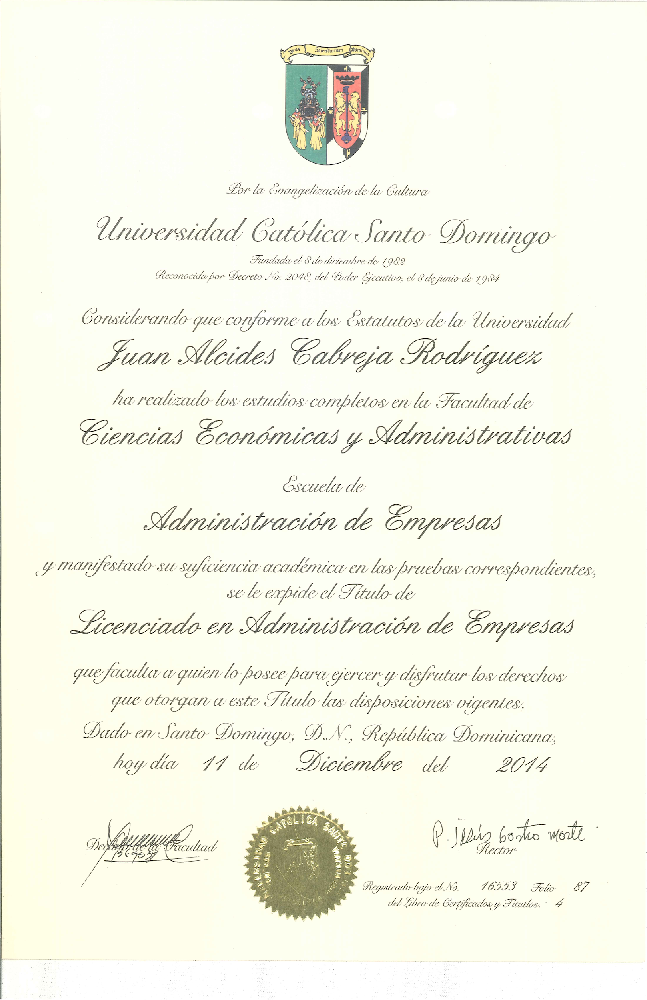 Deus Scientiarum Dominus
Por la Evangelización de la Cultura
Universidad Católica Santo Domingo
Fundada el 8 de diciembre de 1982
Reconocida por Decreto No. 2048, del Poder Ejecutivo, el 8 de junio de 1984
Considerando que conforme a los Estatutos de la Universidad
Juan Alcides Cabreja Rodríguez
ha realizado los estudios completos en la Facultad de
Ciencias Económicas y Administrativas
Escuela de
Administración de Empresas
y manifestado su suficiencia académica en las pruebas correspondientes,
se le expide el Título de
Licenciado en Administración de Empresas
que faculta a quien lo posee para ejercer y disfrutar los derechos
que otorgan a este Título las disposiciones vigentes.
Dado en Santo Domingo, D.N., República Dominicana,
hoy día 11 de Diciembre del 2014
P. Jesús Castro Marte
Decano de la Facultad
Rector
UNIVERSIDAD CATOLICA SANTO DOMINGO
Registrado bajo el No. 16553 Folio 87
del Libro de Certificados y Titutlos. 4